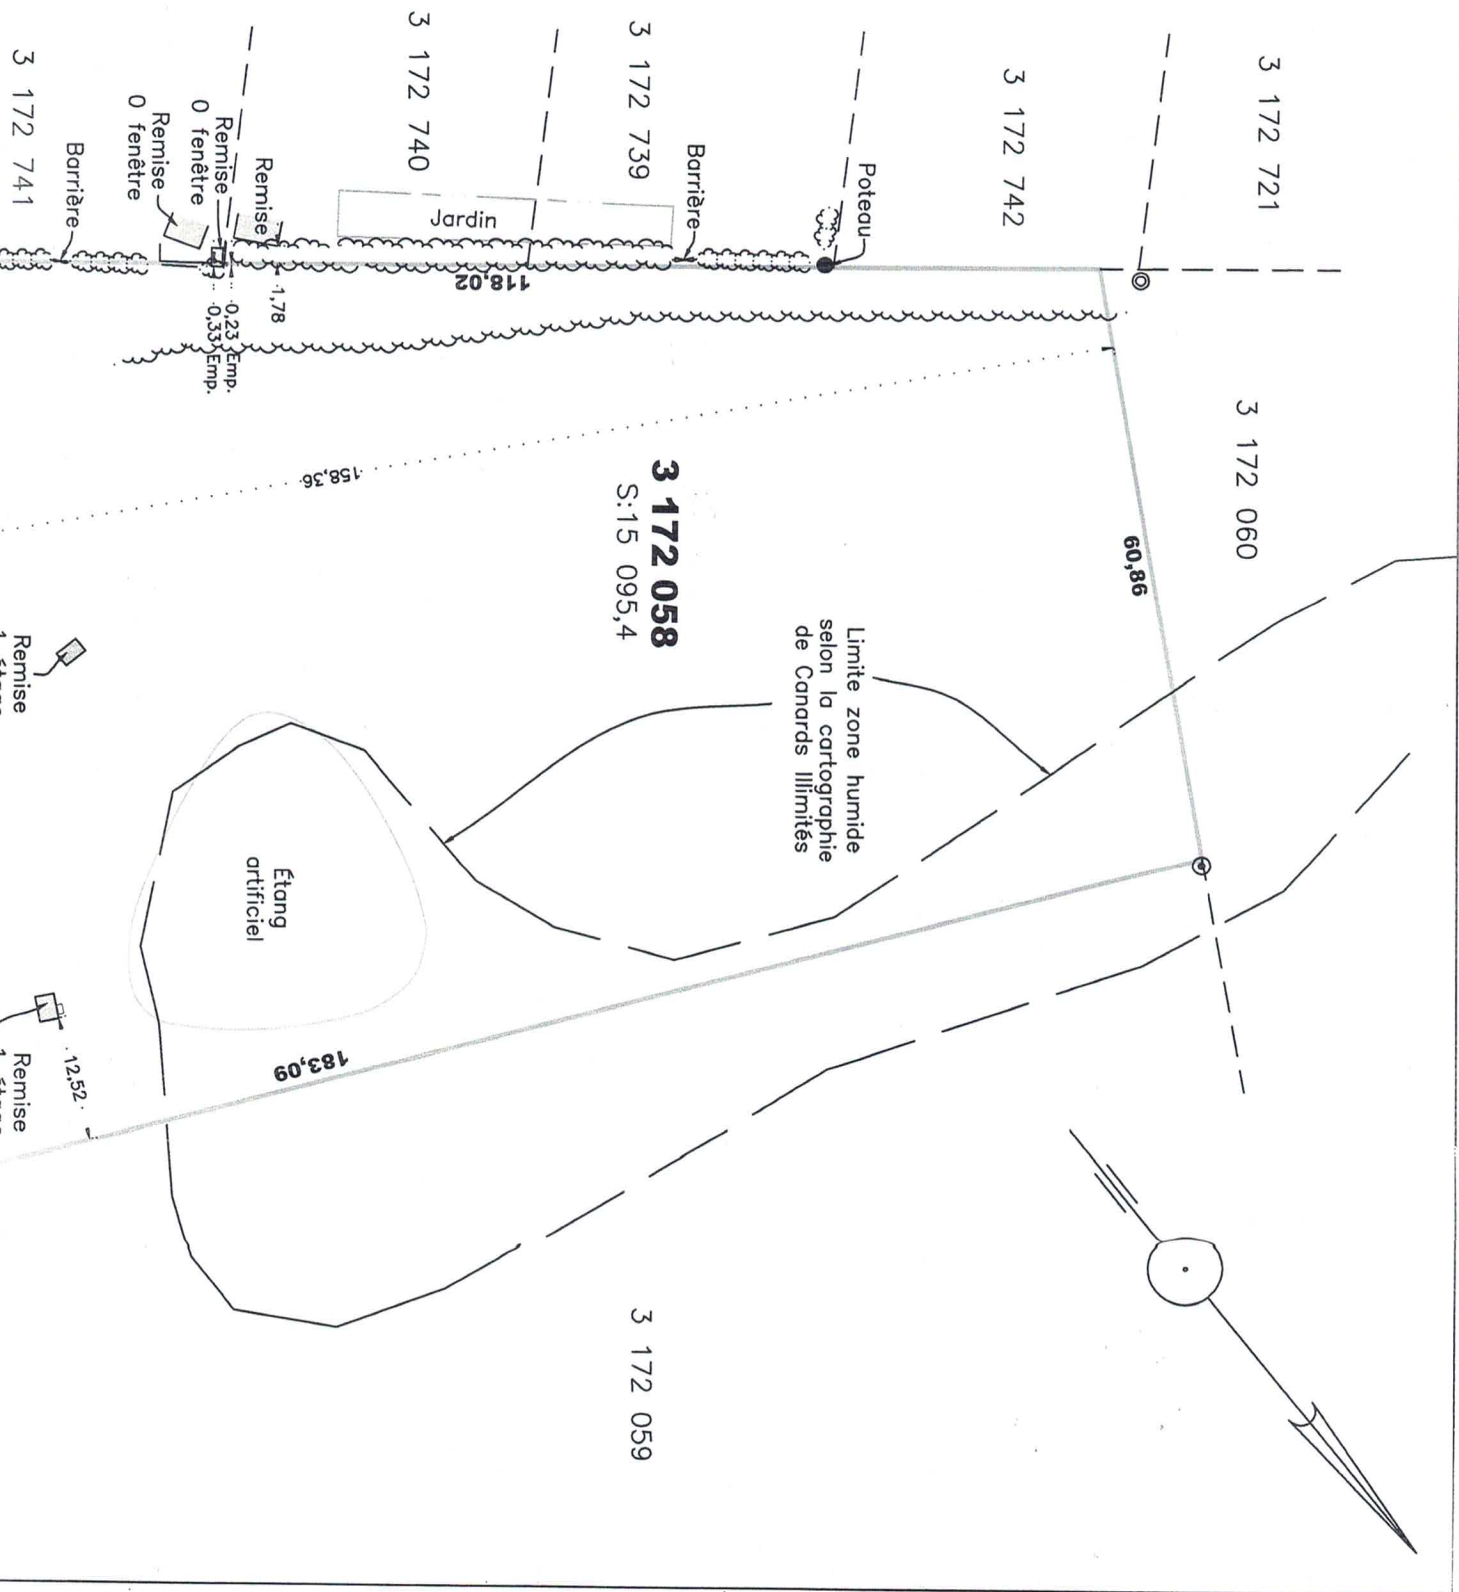 3 172 721
3 172 742
3 172 739
3 172 740
3 172 741
Poteau
Barrière
Jardin
Remise
Remise
0 fenêtre
Remise
0 fenêtre
Barrière
118,02
1,78
0,23 Emp.
0,33 Emp.
3 172 060
60,86
158,36
3 172 058
S:15 095,4
Limite zone humide
selon la cartographie
de Canards Illimités
Étang
artificiel
Remise
183,09
12,52
Remise
3 172 059